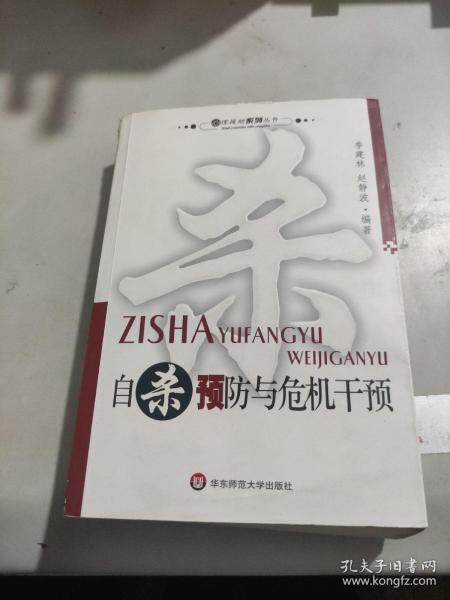 心理援助系列丛书
李建林 赵静波·编著
杀
ZISHA YUFANGYU
WEIJIGANYU
自杀预防与危机干预
华东师范大学出版社
孔夫子旧书网
www.kongfz.com